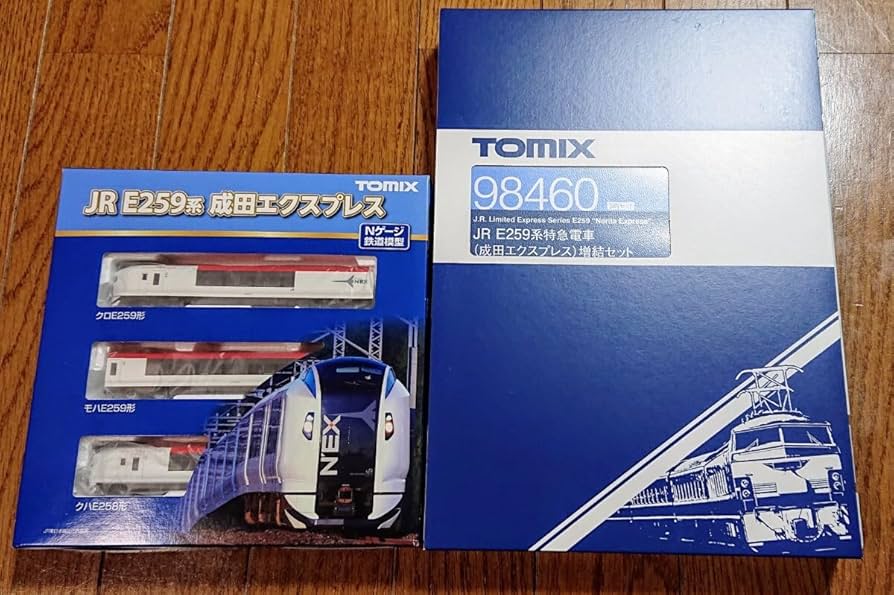 TOMIX
JR E259系 成田エクスプレス
Nゲージ
鉄道模型
NEX
クロE259形
モハE259形
クハE258形
NEX
TOMIX
98460
J.R. Limited Express Series E259 "Narita Express"
JR E259系特急電車
(成田エクスプレス)増結セット